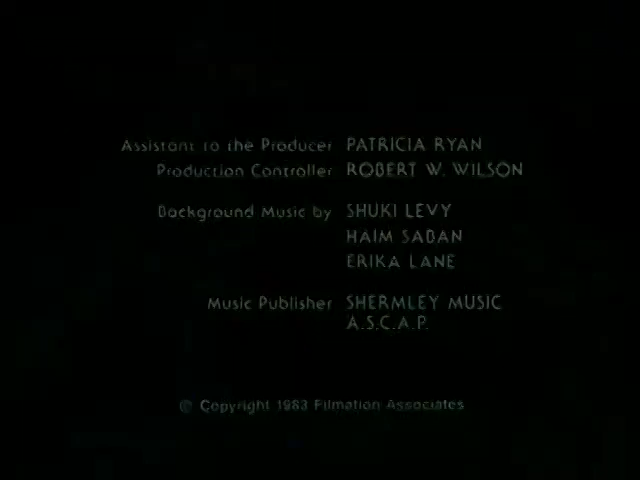 Assistant to the Producer PATRICIA RYAN
Production Controller ROBERT W. WILSON
Background Music by SHUKI LEVY
HAIM SABAN
ERIKA LANE
Music Publisher SHERMLEY MUSIC
A.S.C.A.P.
© Copyright 1983 Filmation Associates